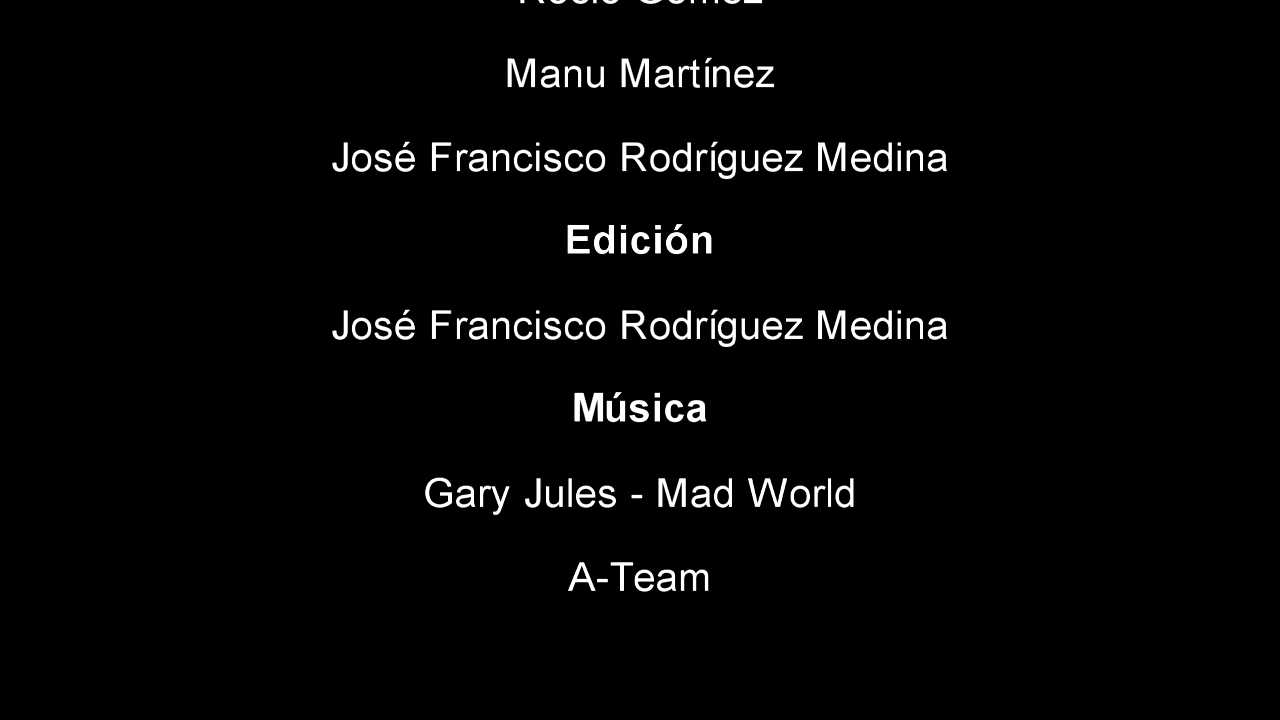 Manu Martínez
José Francisco Rodríguez Medina
Edición
José Francisco Rodríguez Medina
Música
Gary Jules - Mad World
A-Team